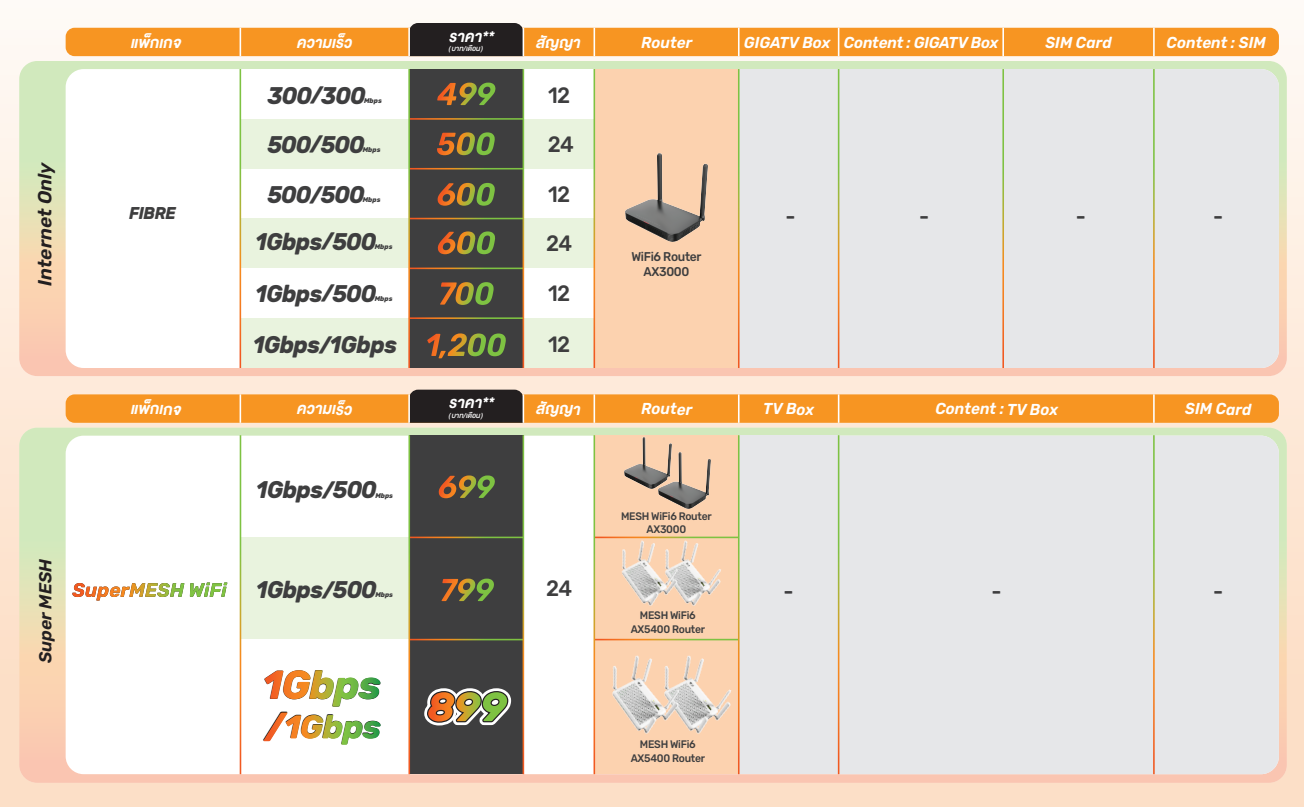 แพ็กเกจ ความเร็ว ราคา** สัญญา Router GIGATV Box Content : GIGATV Box SIM Card Content : SIM
(บาท/เดือน)
Internet Only
FIBRE
300/300Mbps 499 12
500/500Mbps 500 24
500/500Mbps 600 12
1Gbps/500Mbps 600 24
1Gbps/500Mbps 700 12
1Gbps/1Gbps 1,200 12
WiFi6 Router
AX3000
- - - -
แพ็กเกจ ความเร็ว ราคา** สัญญา Router TV Box Content : TV Box SIM Card
(บาท/เดือน)
Super MESH
SuperMESH WiFi
1Gbps/500Mbps 699
MESH WiFi6 Router
AX3000
1Gbps/500Mbps 799 24
MESH WiFi6
AX5400 Router
1Gbps
/1Gbps
899
MESH WiFi6
AX5400 Router
- - -